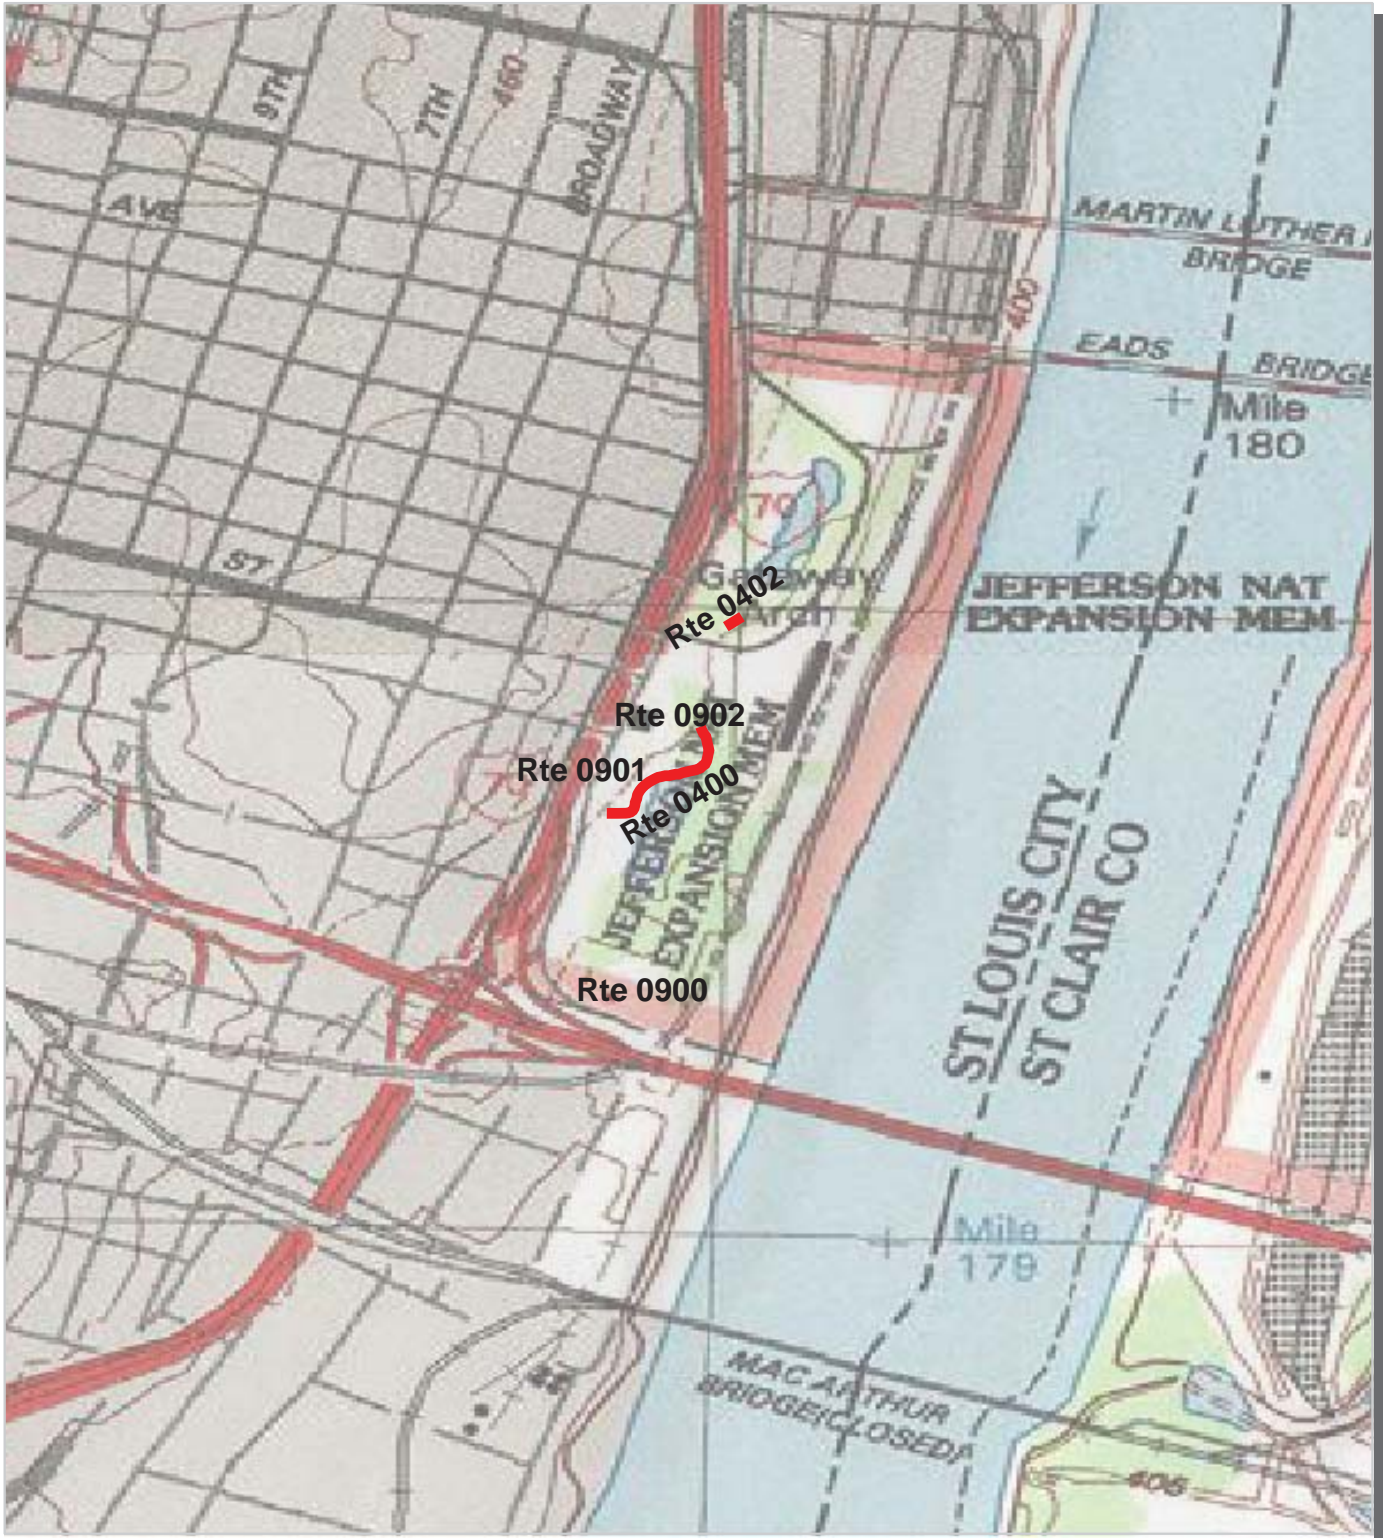 9TH
7TH
460
BROADWAY
AVE
MARTIN LUTHER
BRIDGE
400
EADS BRIDGE
Mile
180
70
ST
Gateway
Arch
Rte 0402
JEFFERSON NAT
EXPANSION MEM
Rte 0902
Rte 0901
Rte 0400
JEFFERSON NAT
EXPANSION MEM
ST LOUIS CITY
ST CLAIR CO
Rte 0900
Mile
179
MAC ARTHUR
BRIDGE(CLOSED)
406